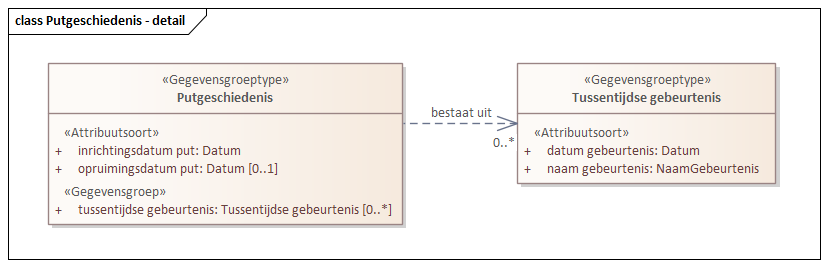 class Putgeschiedenis - detail
«Gegevensgroeptype»
Putgeschiedenis
«Attribuutsoort»
+ inrichtingsdatum put: Datum
+ opruimingsdatum put: Datum [0..1]
«Gegevensgroep»
+ tussentijdse gebeurtenis: Tussentijdse gebeurtenis [0..*]
bestaat uit
0..*
«Gegevensgroeptype»
Tussentijdse gebeurtenis
«Attribuutsoort»
+ datum gebeurtenis: Datum
+ naam gebeurtenis: NaamGebeurtenis